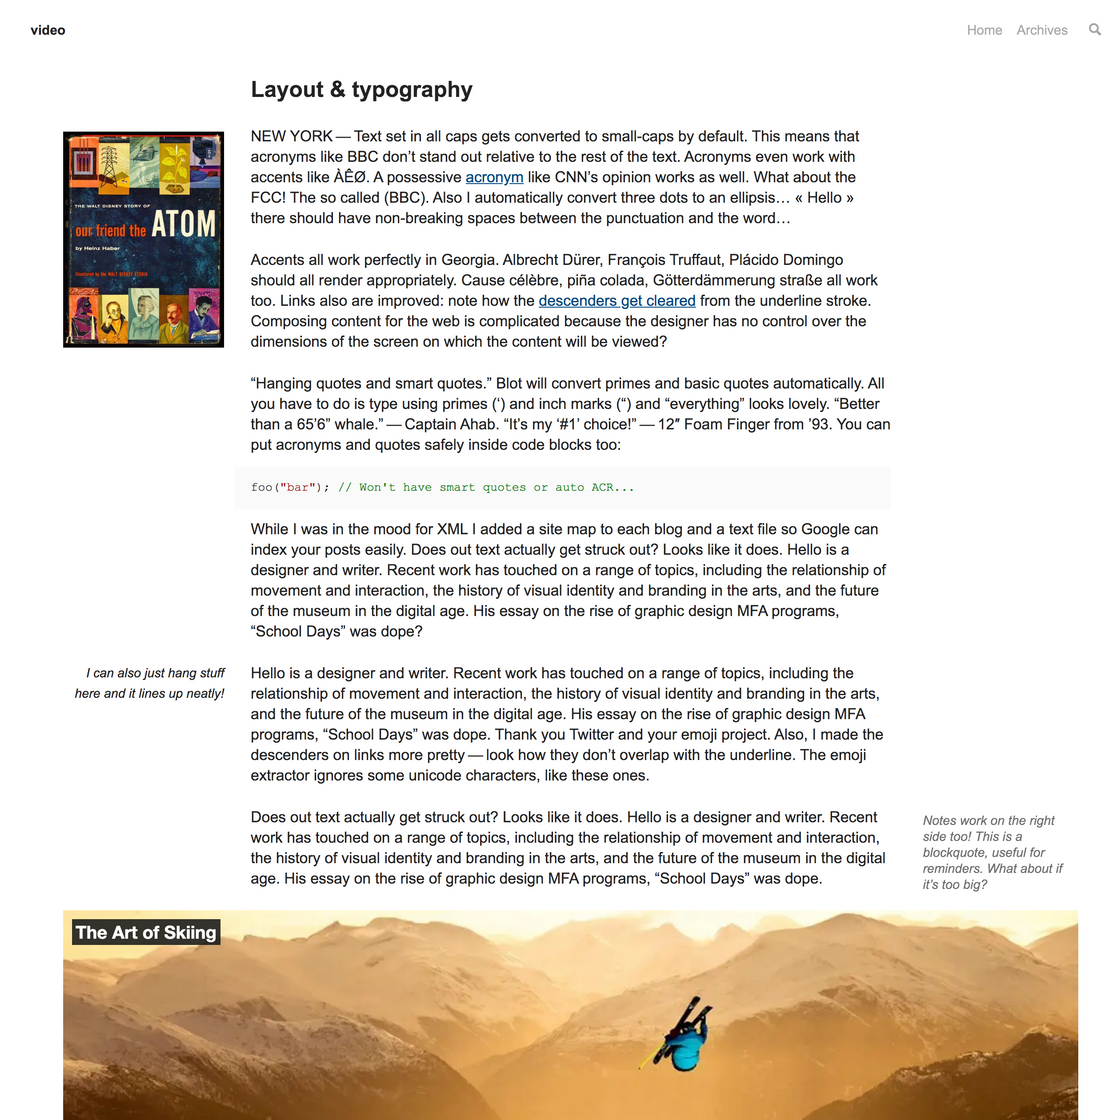 video
Home Archives
Layout & typography
THE WALT DISNEY STORY OF
our friend the ATOM
by Heinz Haber
Illustrated by the WALT DISNEY STUDIO
NEW YORK — Text set in all caps gets converted to small-caps by default. This means that
acronyms like BBC don’t stand out relative to the rest of the text. Acronyms even work with
accents like ÀÊØ. A possessive acronym like CNN’s opinion works as well. What about the
FCC! The so called (BBC). Also I automatically convert three dots to an ellipsis… « Hello »
there should have non-breaking spaces between the punctuation and the word…
Accents all work perfectly in Georgia. Albrecht Dürer, François Truffaut, Plácido Domingo
should all render appropriately. Cause célèbre, piña colada, Götterdämmerung straße all work
too. Links also are improved: note how the descenders get cleared from the underline stroke.
Composing content for the web is complicated because the designer has no control over the
dimensions of the screen on which the content will be viewed?
“Hanging quotes and smart quotes.” Blot will convert primes and basic quotes automatically. All
you have to do is type using primes (‘) and inch marks (“) and “everything” looks lovely. “Better
than a 65’6” whale.” — Captain Ahab. “It’s my ‘#1’ choice!” — 12″ Foam Finger from ’93. You can
put acronyms and quotes safely inside code blocks too:
foo("bar"); // Won't have smart quotes or auto ACR...
While I was in the mood for XML I added a site map to each blog and a text file so Google can
index your posts easily. Does out text actually get struck out? Looks like it does. Hello is a
designer and writer. Recent work has touched on a range of topics, including the relationship of
movement and interaction, the history of visual identity and branding in the arts, and the future
of the museum in the digital age. His essay on the rise of graphic design MFA programs,
“School Days” was dope?
I can also just hang stuff
here and it lines up neatly!
Hello is a designer and writer. Recent work has touched on a range of topics, including the
relationship of movement and interaction, the history of visual identity and branding in the arts,
and the future of the museum in the digital age. His essay on the rise of graphic design MFA
programs, “School Days” was dope. Thank you Twitter and your emoji project. Also, I made the
descenders on links more pretty — look how they don’t overlap with the underline. The emoji
extractor ignores some unicode characters, like these ones.
Does out text actually get struck out? Looks like it does. Hello is a designer and writer. Recent
work has touched on a range of topics, including the relationship of movement and interaction,
the history of visual identity and branding in the arts, and the future of the museum in the digital
age. His essay on the rise of graphic design MFA programs, “School Days” was dope.
Notes work on the right
side too! This is a
blockquote, useful for
reminders. What about if
it’s too big?
The Art of Skiing